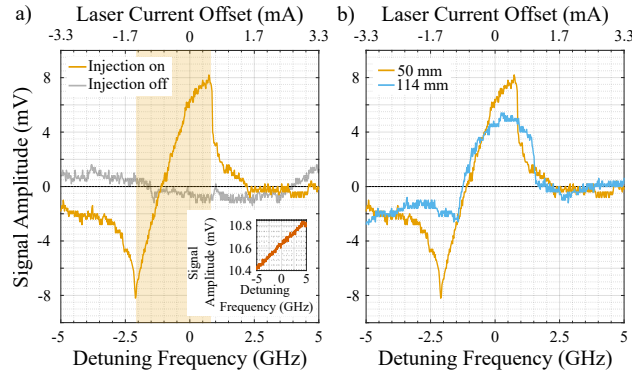 a) Laser Current Offset (mA)
-3.3 -1.7 0 1.7 3.3
Signal Amplitude (mV)
8
4
0
-4
-8
Injection on
Injection off
Signal
Amplitude (mV)
10.8
10.6
10.4
-5 0 5
Detuning
Frequency (GHz)
-5 -2.5 0 2.5 5
Detuning Frequency (GHz)
b) Laser Current Offset (mA)
-3.3 -1.7 0 1.7 3.3
8
4
0
-4
-8
50 mm
114 mm
-5 -2.5 0 2.5 5
Detuning Frequency (GHz)